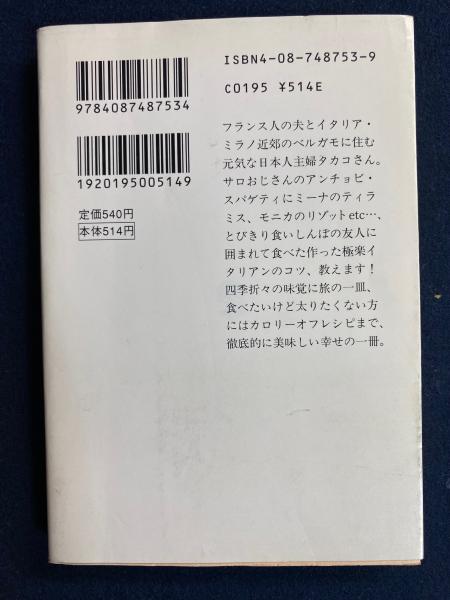 ISBN4-08-748753-9
C0195 ¥514E
9784087487534
1920195005149
定価540円
本体514円
フランス人の夫とイタリア・
ミラノ近郊のベルガモに住む
元気な日本人主婦タカコさん。
サロおじさんのアンチョビ・
スパゲティにミーナのティラ
ミス、モニカのリゾットetc…、
とびきり食いしんぼの友人に
囲まれて食べた作った極楽イ
タリアンのコツ、教えます！
四季折々の味覚に旅の一皿、
食べたいけど太りたくない方
にはカロリーオフレシピまで、
徹底的に美味しい幸せの一冊。